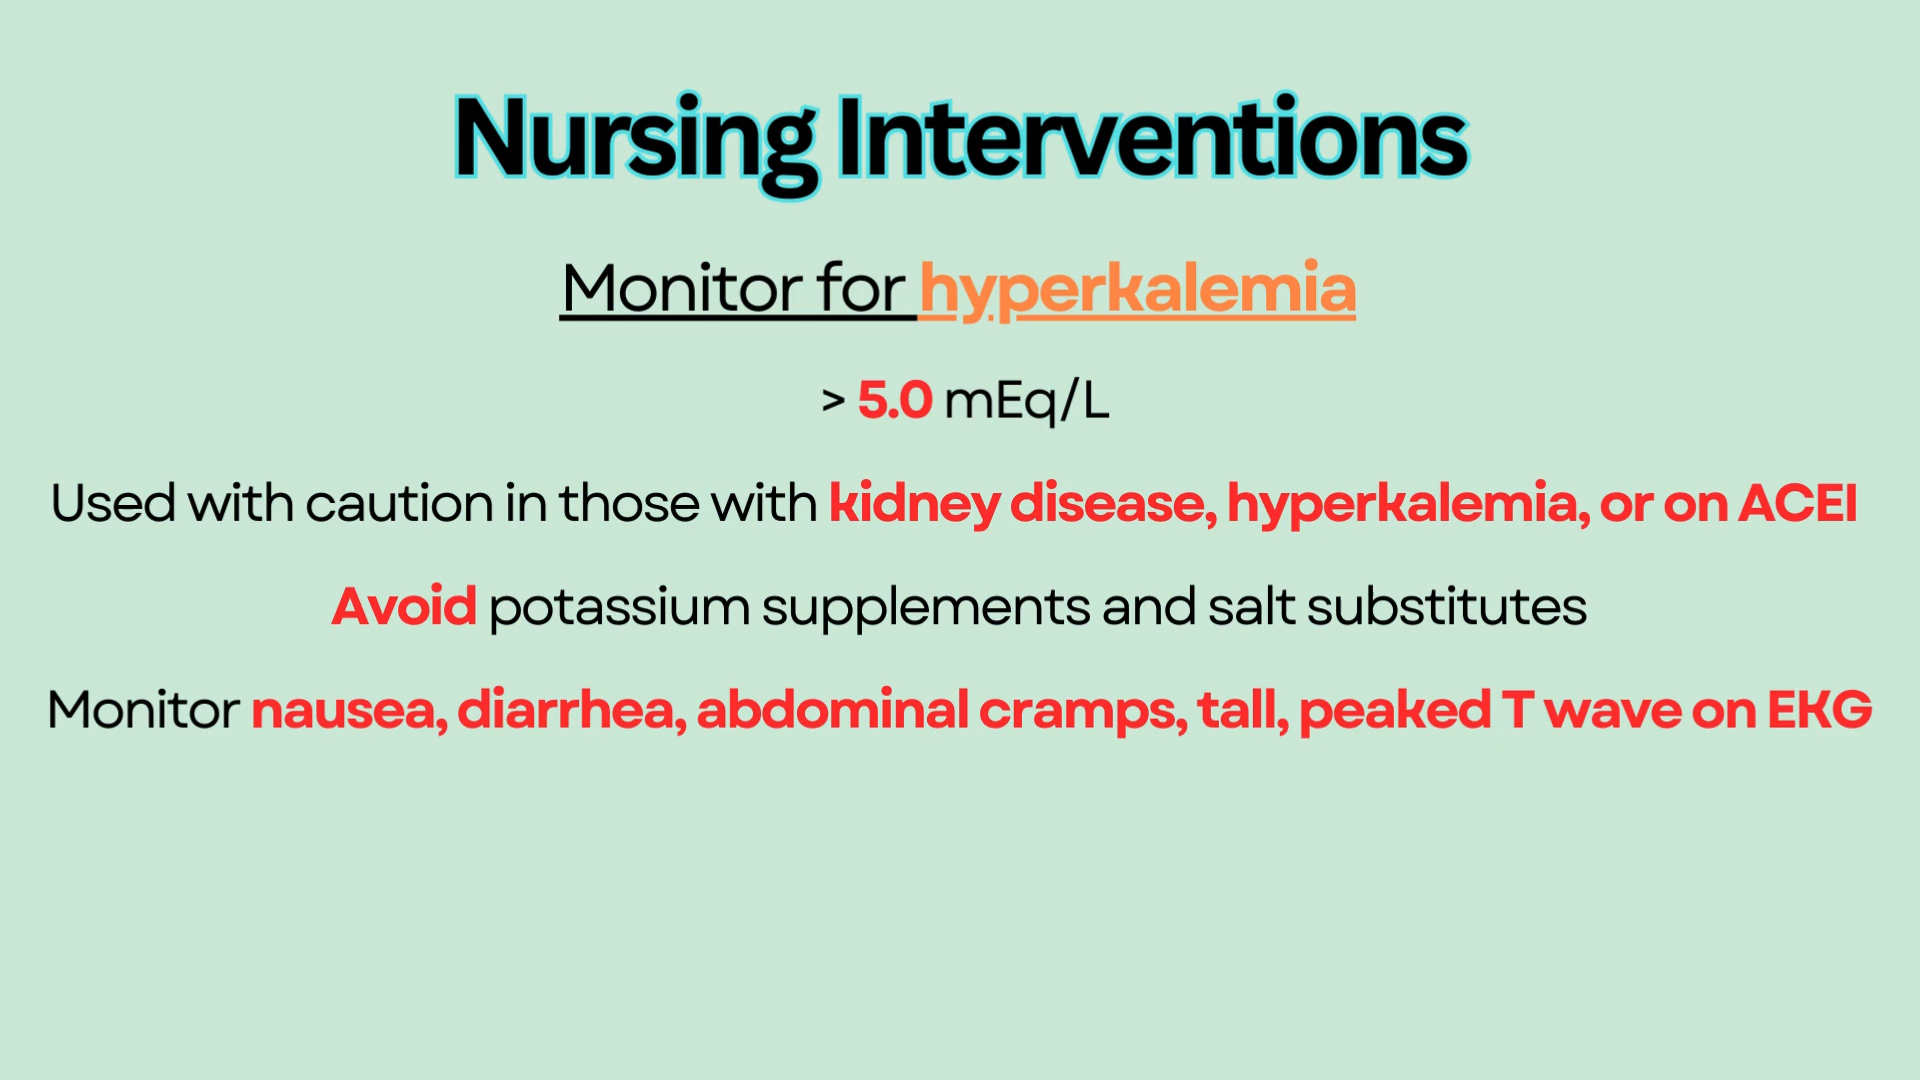 Nursing Interventions
Monitor for hyperkalemia
> 5.0 mEq/L
Used with caution in those with kidney disease, hyperkalemia, or on ACEI
Avoid potassium supplements and salt substitutes
Monitor nausea, diarrhea, abdominal cramps, tall, peaked T wave on EKG